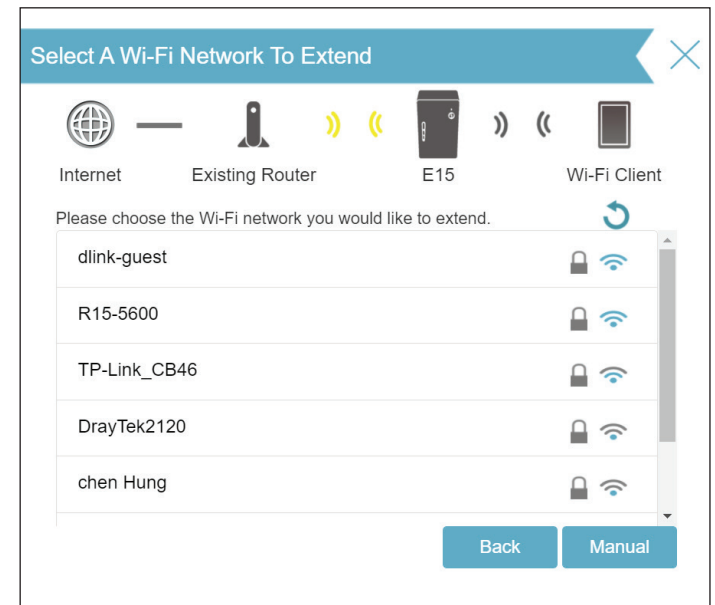 Select A Wi-Fi Network To Extend
Internet Existing Router E15 Wi-Fi Client
Please choose the Wi-Fi network you would like to extend.
dlink-guest
R15-5600
TP-Link_CB46
DrayTek2120
chen Hung
Back Manual